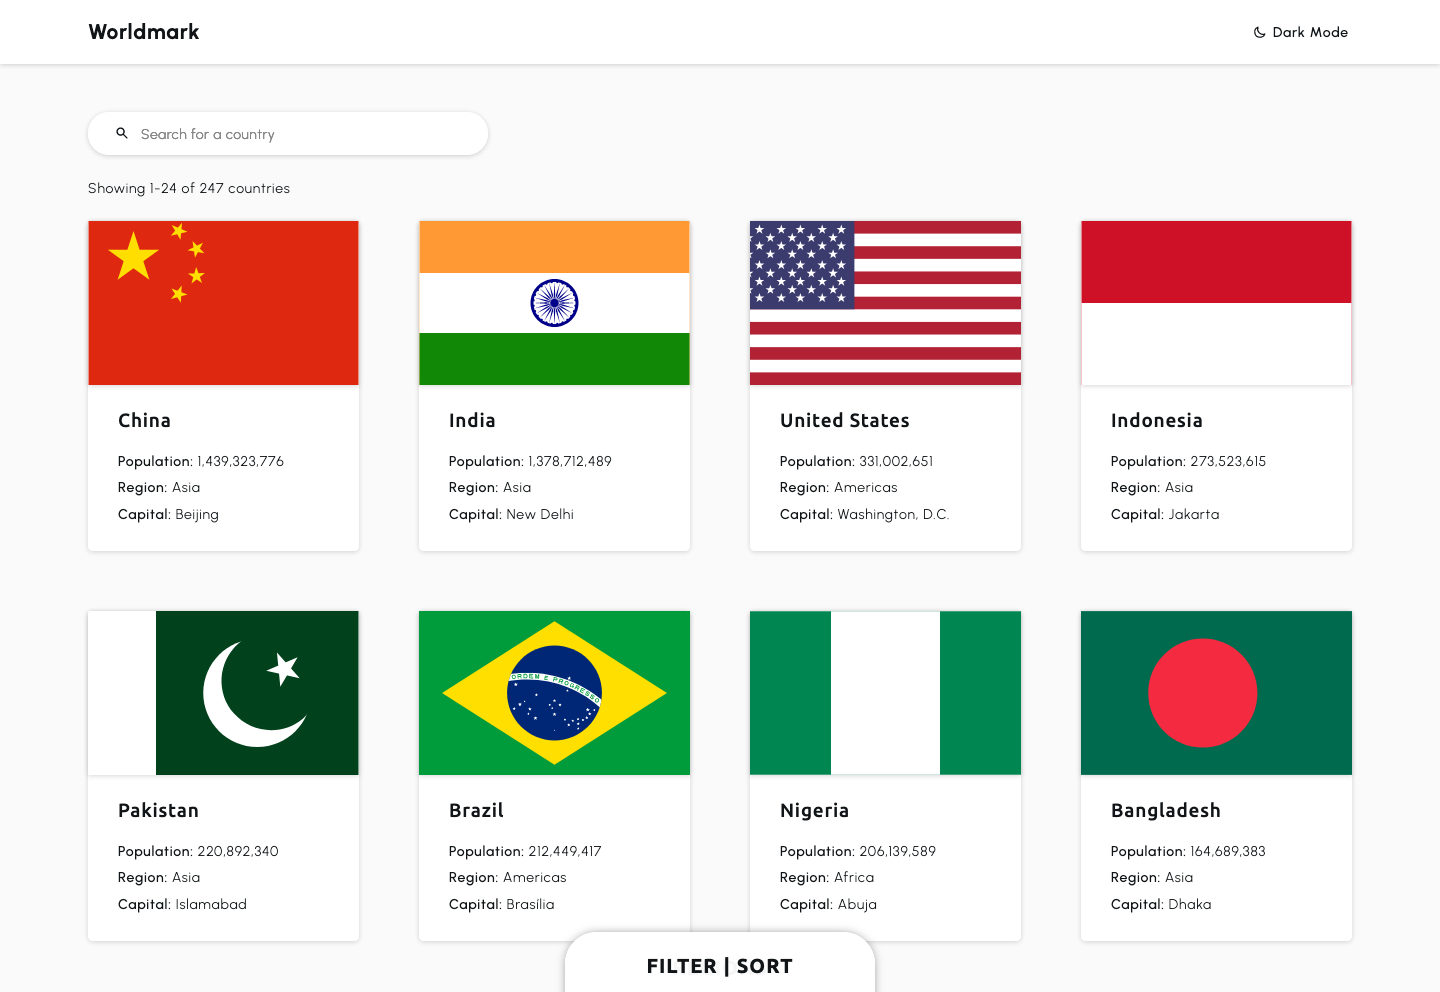 Worldmark
Dark Mode
Search for a country
Showing 1-24 of 247 countries
China
Population: 1,439,323,776
Region: Asia
Capital: Beijing
India
Population: 1,378,712,489
Region: Asia
Capital: New Delhi
United States
Population: 331,002,651
Region: Americas
Capital: Washington, D.C.
Indonesia
Population: 273,523,615
Region: Asia
Capital: Jakarta
ORDEM E PROGRESSO
Pakistan
Population: 220,892,340
Region: Asia
Capital: Islamabad
Brazil
Population: 212,449,417
Region: Americas
Capital: Brasília
Nigeria
Population: 206,139,589
Region: Africa
Capital: Abuja
Bangladesh
Population: 164,689,383
Region: Asia
Capital: Dhaka
FILTER | SORT